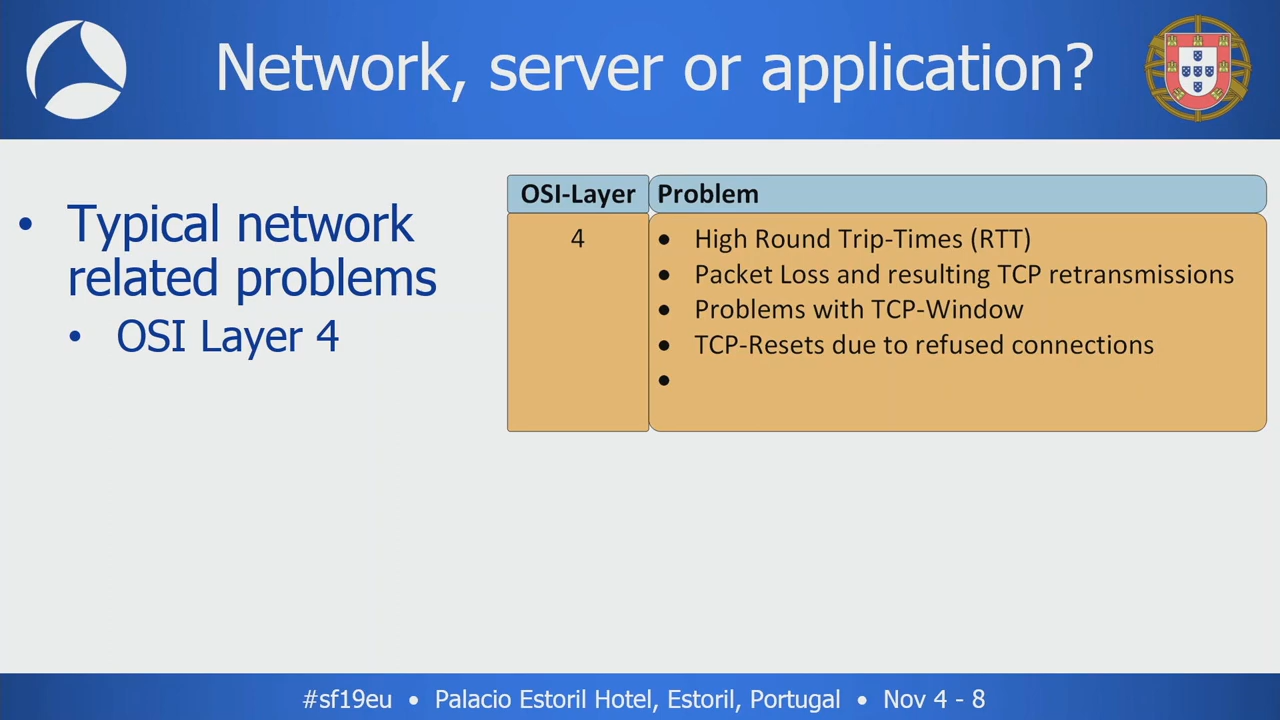 Network, server or application?
• Typical network
related problems
• OSI Layer 4
OSI-Layer Problem
4
• High Round Trip-Times (RTT)
• Packet Loss and resulting TCP retransmissions
• Problems with TCP-Window
• TCP-Resets due to refused connections
•
#sf19eu • Palacio Estoril Hotel, Estoril, Portugal • Nov 4 - 8